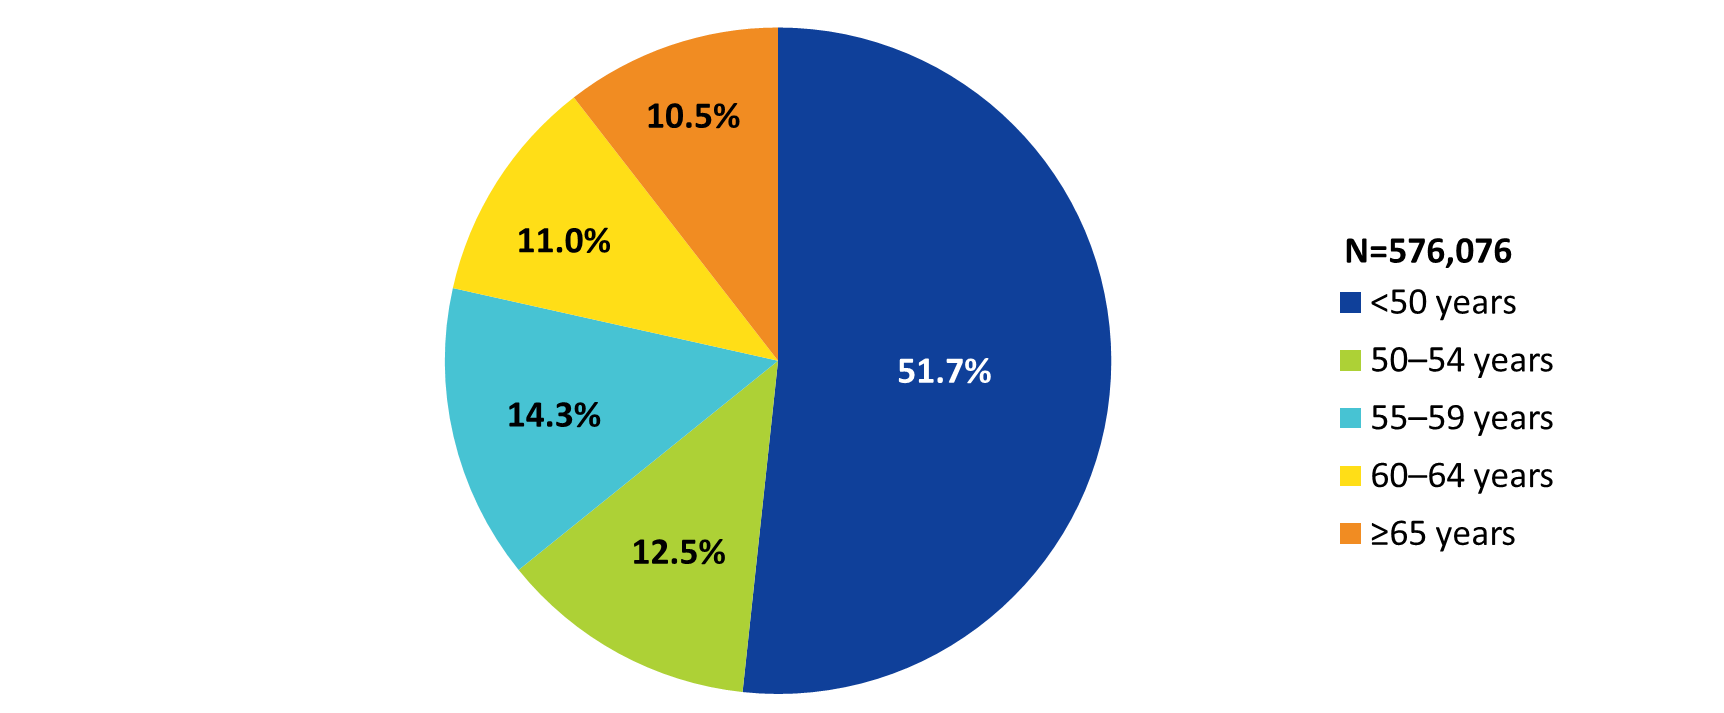 10.5%
11.0%
51.7%
14.3%
12.5%
N=576,076
<50 years
50–54 years
55–59 years
60–64 years
≥65 years